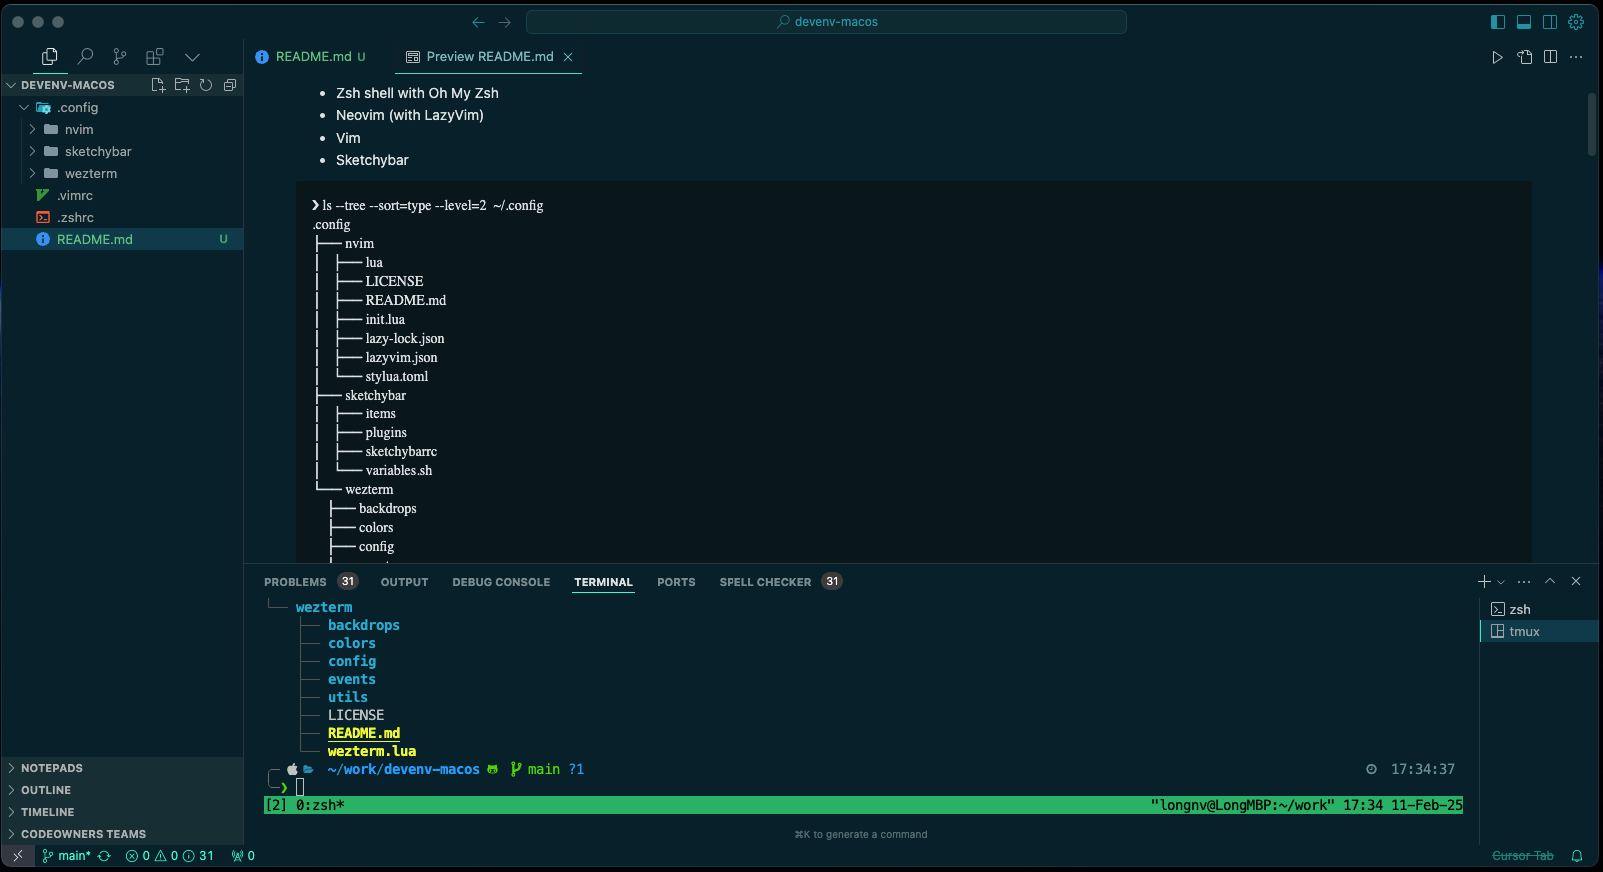 devenv-macos
README.md U
Preview README.md
DEVENV-MACOS
.config
nvim
sketchybar
wezterm
.vimrc
.zshrc
README.md U
NOTEPADS
OUTLINE
TIMELINE
CODEOWNERS TEAMS
• Zsh shell with Oh My Zsh
• Neovim (with LazyVim)
• Vim
• Sketchybar
❯ ls --tree --sort=type --level=2 ~/.config
.config
├── nvim
│   ├── lua
│   ├── LICENSE
│   ├── README.md
│   ├── init.lua
│   ├── lazy-lock.json
│   ├── lazyvim.json
│   └── stylua.toml
├── sketchybar
│   ├── items
│   ├── plugins
│   ├── sketchybarrc
│   └── variables.sh
└── wezterm
    ├── backdrops
    ├── colors
    ├── config
PROBLEMS 31 OUTPUT DEBUG CONSOLE TERMINAL PORTS SPELL CHECKER 31
└── wezterm
    ├── backdrops
    ├── colors
    ├── config
    ├── events
    ├── utils
    ├── LICENSE
    ├── README.md
    └── wezterm.lua
~/work/devenv-macos main ?1 17:34:37
❯
[2] 0:zsh* "longnv@LongMBP:~/work" 17:34 11-Feb-25
⌘K to generate a command
zsh
tmux
main* 0 0 31 0
Cursor Tab